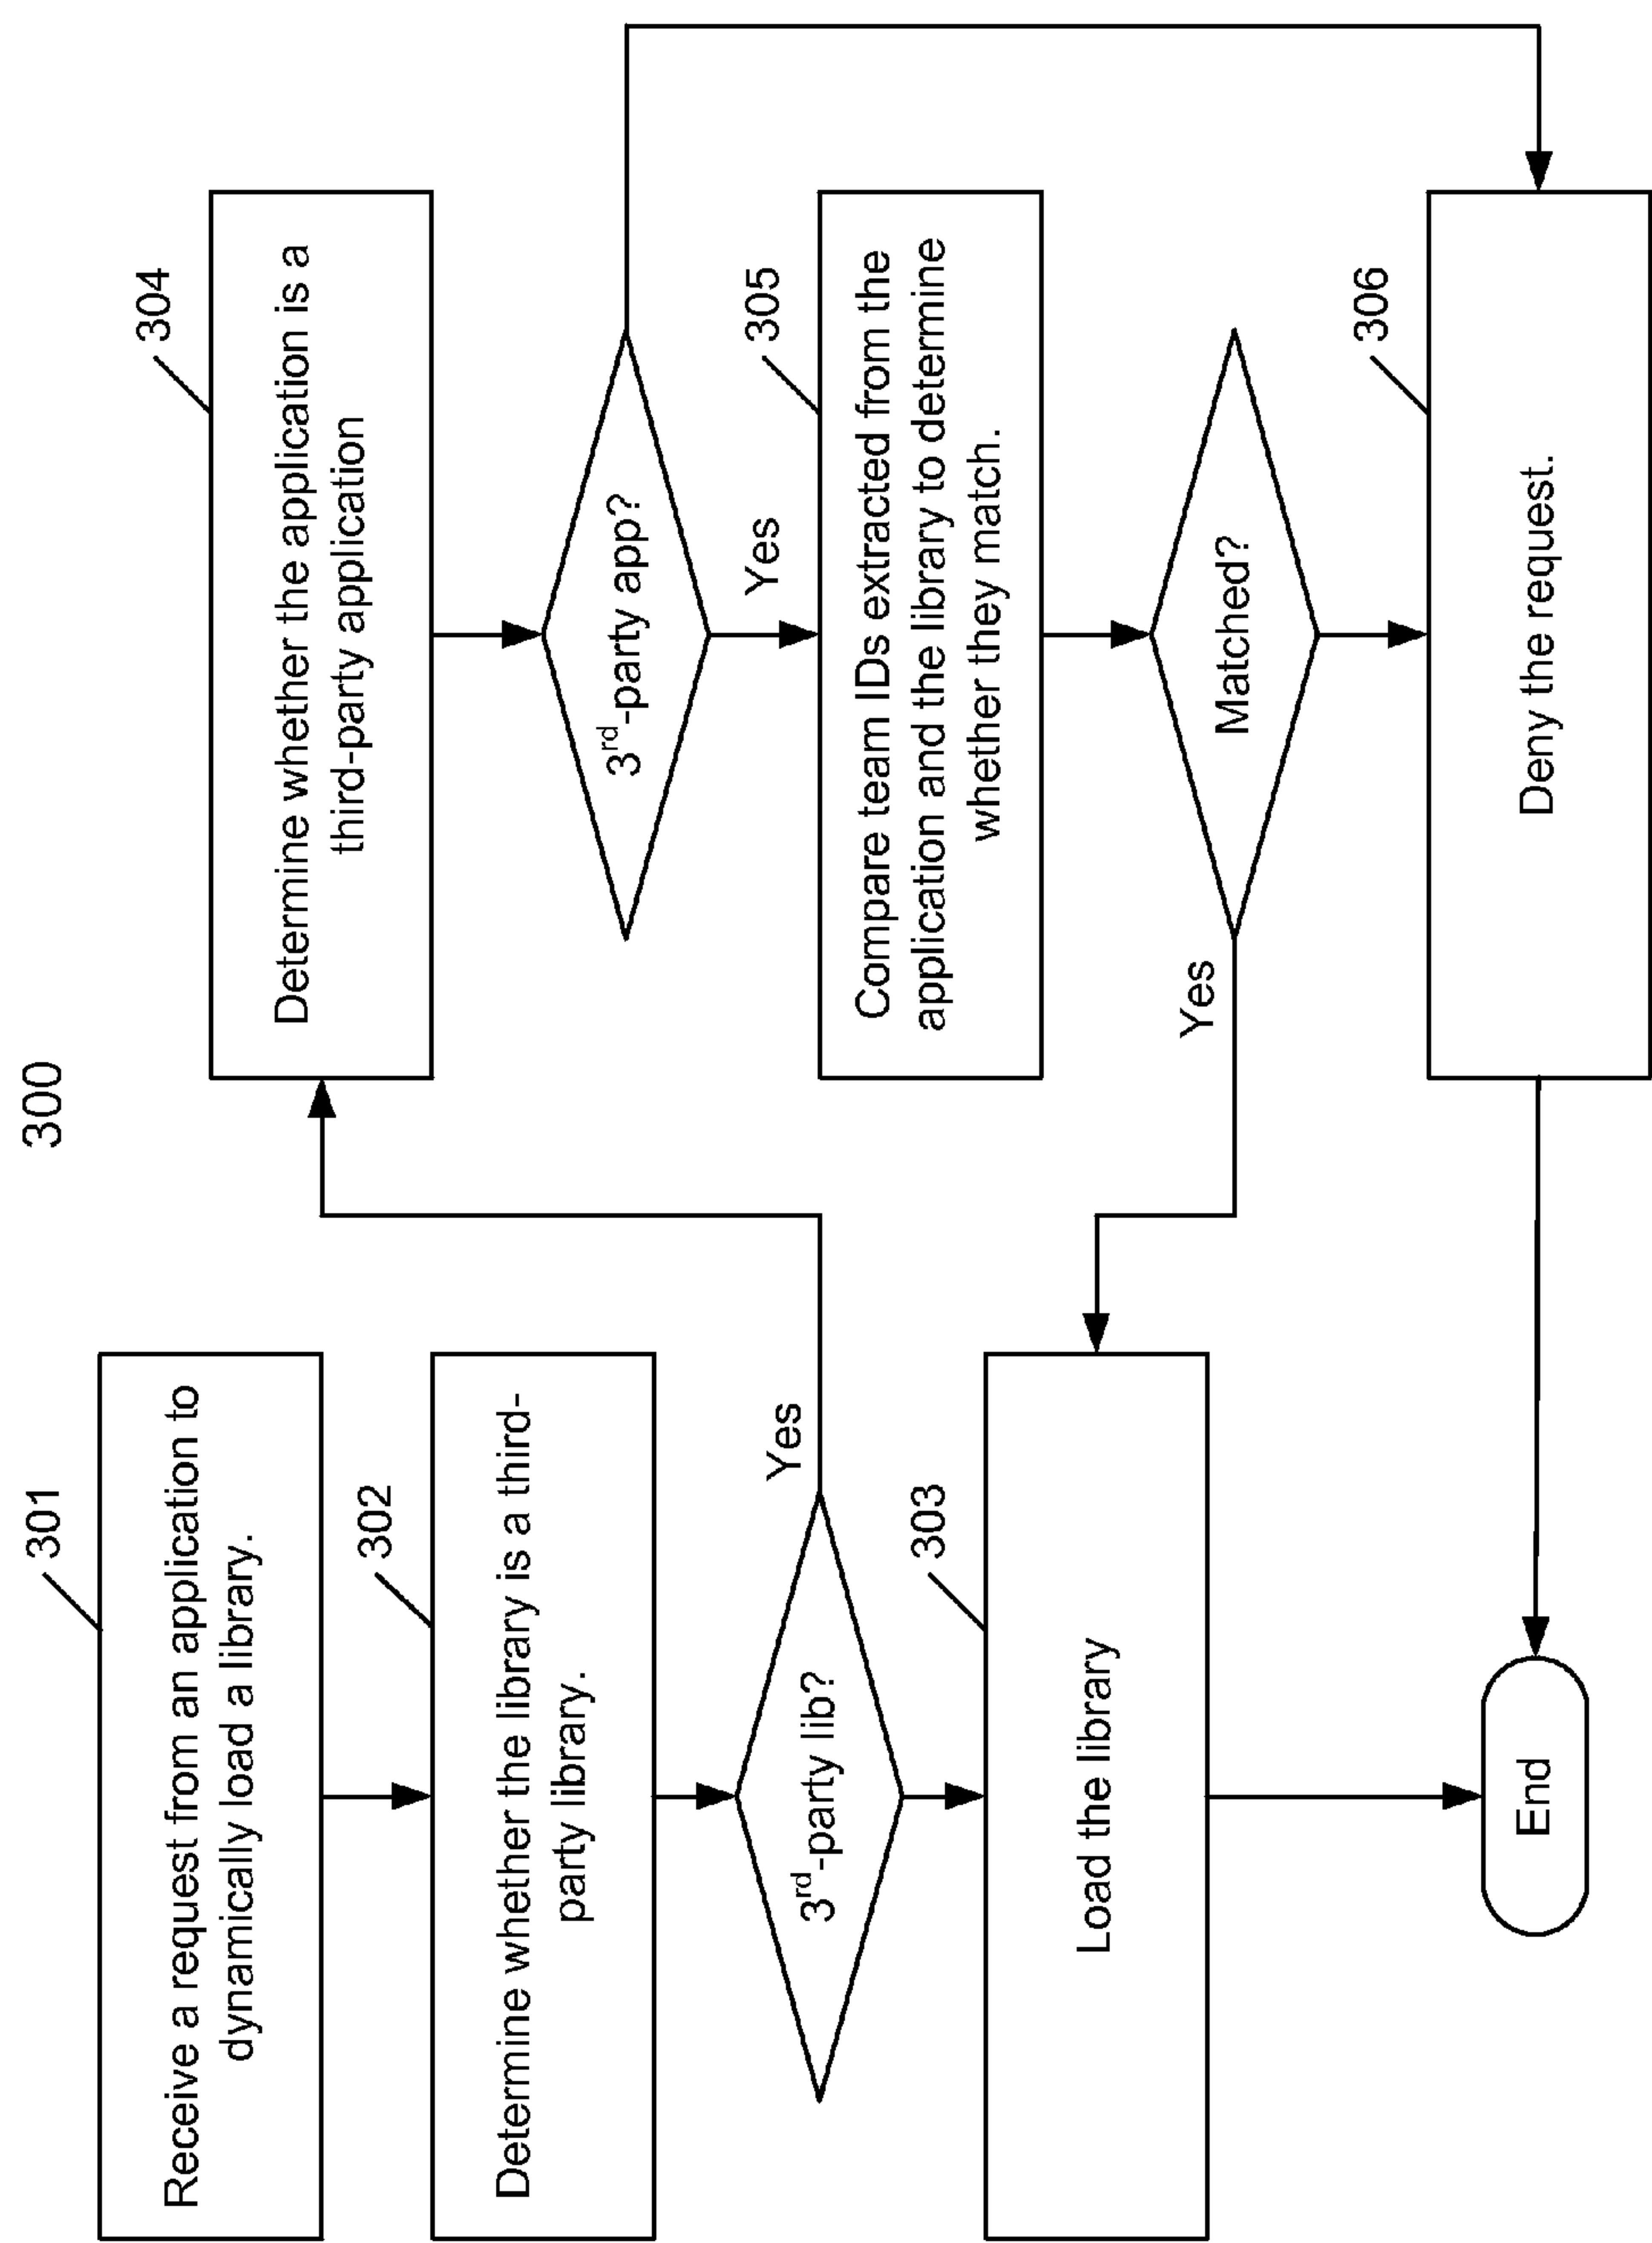 300
301
Receive a request from an application to
dynamically load a library.
302
Determine whether the library is a third-
party library.
3rd-party lib?
Yes
303
Load the library
End
304
Determine whether the application is a
third-party application
3rd-party app?
Yes
305
Compare team IDs extracted from the
application and the library to determine
whether they match.
Matched?
Yes
306
Deny the request.